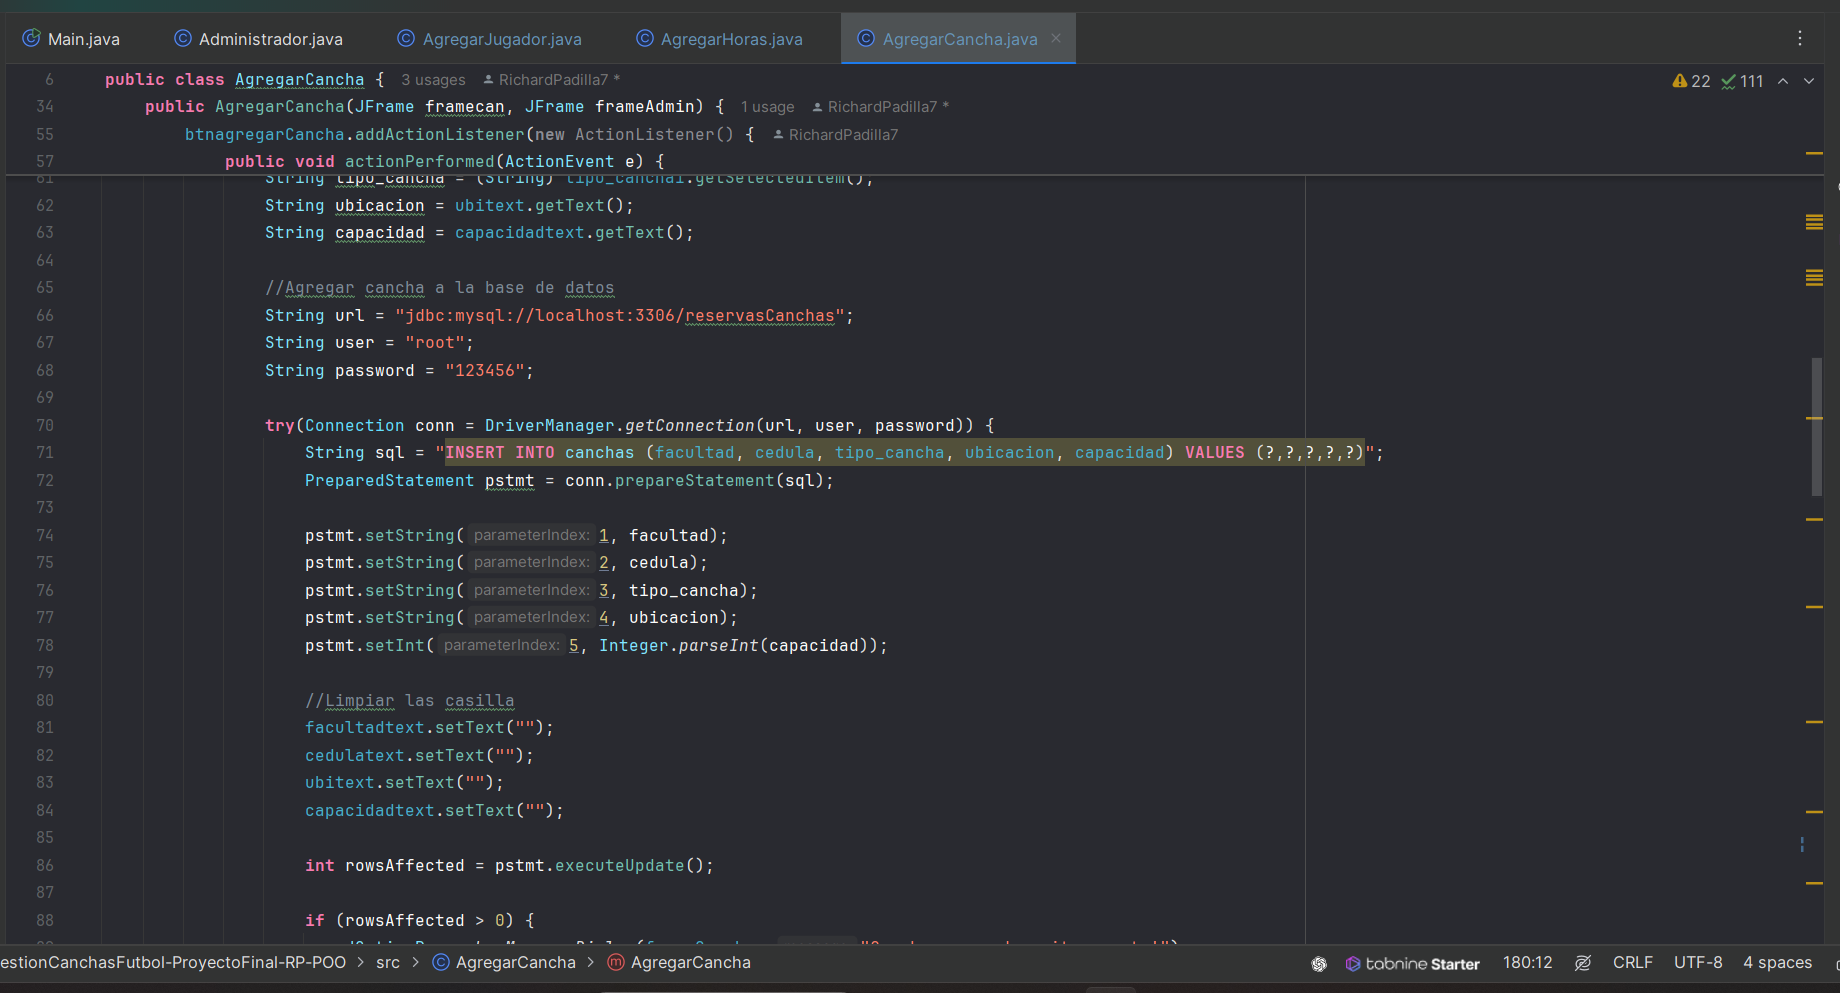 Main.java Administrador.java AgregarJugador.java AgregarHoras.java AgregarCancha.java
6 public class AgregarCancha { 3 usages RichardPadilla7 * 22 111
34 public AgregarCancha(JFrame framecan, JFrame frameAdmin) { 1 usage RichardPadilla7 *
55 btnagregarCancha.addActionListener(new ActionListener() { RichardPadilla7
57 public void actionPerformed(ActionEvent e) {
61 String tipo_cancha = (String) tipo_cancha1.getSelectedItem();
62 String ubicacion = ubitext.getText();
63 String capacidad = capacidadtext.getText();
64
65 //Agregar cancha a la base de datos
66 String url = "jdbc:mysql://localhost:3306/reservasCanchas";
67 String user = "root";
68 String password = "123456";
69
70 try(Connection conn = DriverManager.getConnection(url, user, password)) {
71 String sql = "INSERT INTO canchas (facultad, cedula, tipo_cancha, ubicacion, capacidad) VALUES (?,?,?,?,?)";
72 PreparedStatement pstmt = conn.prepareStatement(sql);
73
74 pstmt.setString( parameterIndex: 1, facultad);
75 pstmt.setString( parameterIndex: 2, cedula);
76 pstmt.setString( parameterIndex: 3, tipo_cancha);
77 pstmt.setString( parameterIndex: 4, ubicacion);
78 pstmt.setInt( parameterIndex: 5, Integer.parseInt(capacidad));
79
80 //Limpiar las casilla
81 facultadtext.setText("");
82 cedulatext.setText("");
83 ubitext.setText("");
84 capacidadtext.setText("");
85
86 int rowsAffected = pstmt.executeUpdate();
87
88 if (rowsAffected > 0) {
estionCanchasFutbol-ProyectoFinal-RP-POO > src > AgregarCancha > AgregarCancha tabnine Starter 180:12 CRLF UTF-8 4 spaces